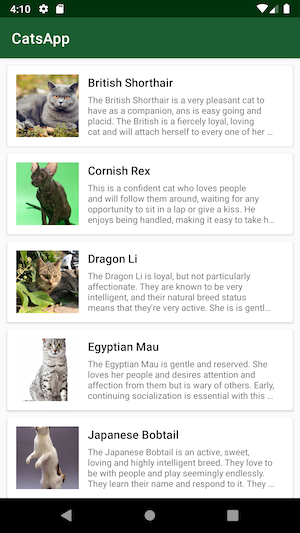 4:10
CatsApp
British Shorthair
The British Shorthair is a very pleasant cat to
have as a companion, ans is easy going and
placid. The British is a fiercely loyal, loving
cat and will attach herself to every one of her ...
Cornish Rex
This is a confident cat who loves people
and will follow them around, waiting for any
opportunity to sit in a lap or give a kiss. He
enjoys being handled, making it easy to take h...
Dragon Li
The Dragon Li is loyal, but not particularly
affectionate. They are known to be very
intelligent, and their natural breed status
means that they're very active. She is is gentl...
Egyptian Mau
The Egyptian Mau is gentle and reserved. She
loves her people and desires attention and
affection from them but is wary of others. Early,
continuing socialization is essential with this ...
Japanese Bobtail
The Japanese Bobtail is an active, sweet,
loving and highly intelligent breed. They love to
be with people and play seemingly endlessly.
They learn their name and respond to it. They ...